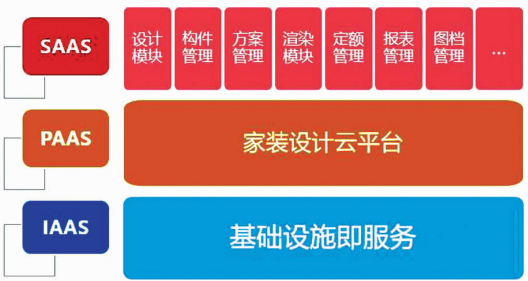 SAAS
设计
模块
构件
管理
方案
管理
渲染
模块
定额
管理
报表
管理
图档
管理
...
PAAS
家装设计云平台
IAAS
基础设施即服务